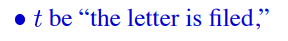 • t be “the letter is filed,”